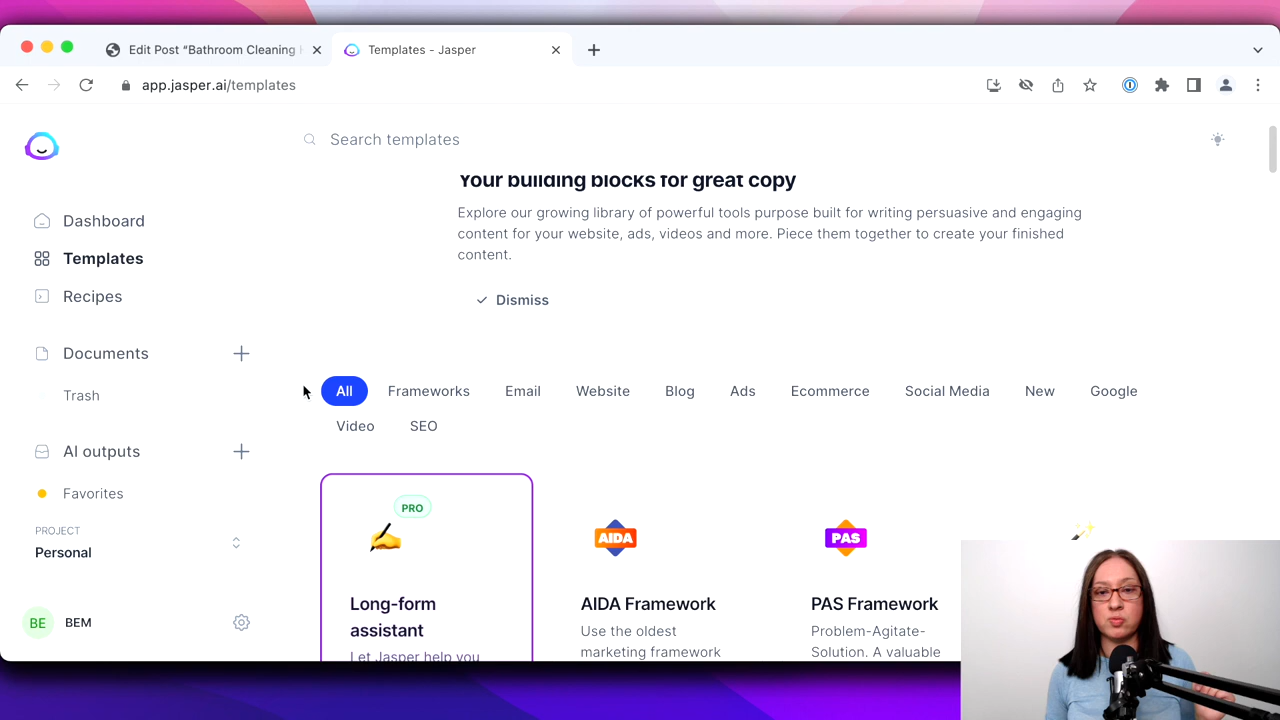 Edit Post “Bathroom Cleaning
Templates - Jasper
app.jasper.ai/templates
Search templates
Your building blocks for great copy
Explore our growing library of powerful tools purpose built for writing persuasive and engaging
content for your website, ads, videos and more. Piece them together to create your finished
content.
Dismiss
Dashboard
Templates
Recipes
Documents
Trash
AI outputs
Favorites
PROJECT
Personal
BE
BEM
All Frameworks Email Website Blog Ads Ecommerce Social Media New Google
Video SEO
PRO
Long-form
assistant
Let Jasper help you
AIDA
AIDA Framework
Use the oldest
marketing framework
PAS
PAS Framework
Problem-Agitate-
Solution. A valuable